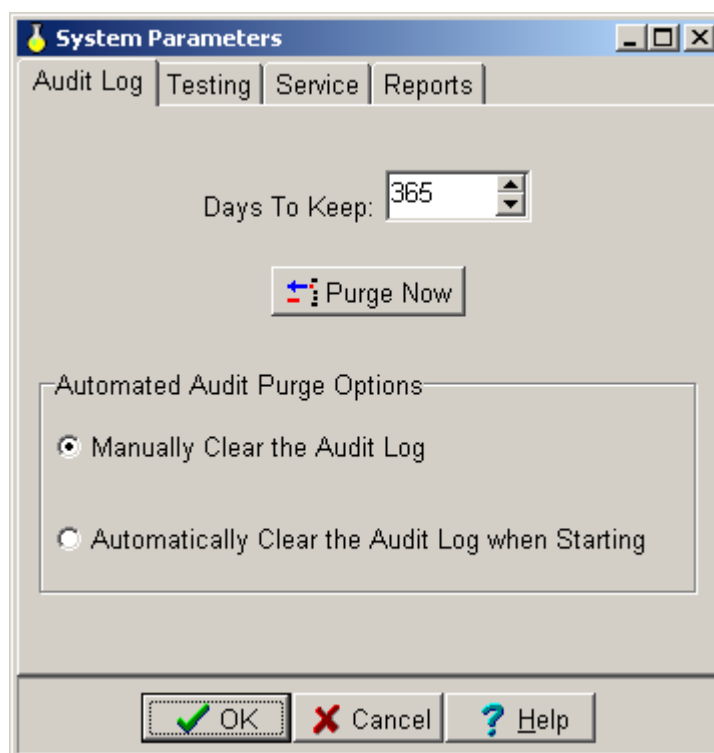 System Parameters
Audit Log Testing Service Reports
Days To Keep: 365
Purge Now
Automated Audit Purge Options
Manually Clear the Audit Log
Automatically Clear the Audit Log when Starting
OK Cancel Help